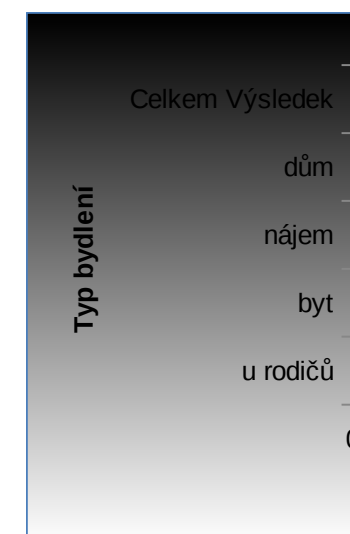 Celkem Výsledek
dům
nájem
byt
u rodičů
Typ bydlení